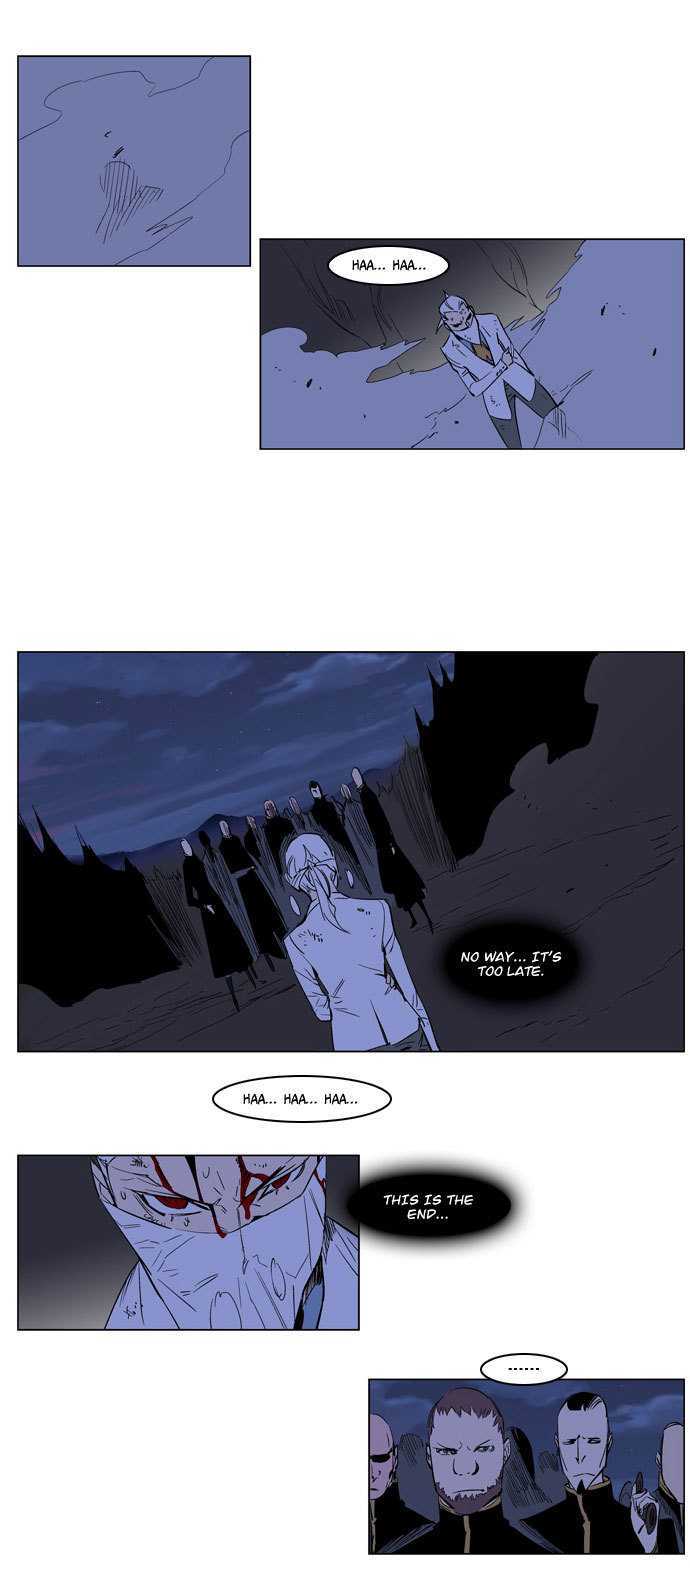 HAA... HAA...
NO WAY... IT'S
TOO LATE.
HAA... HAA... HAA...
THIS IS THE
END...
------